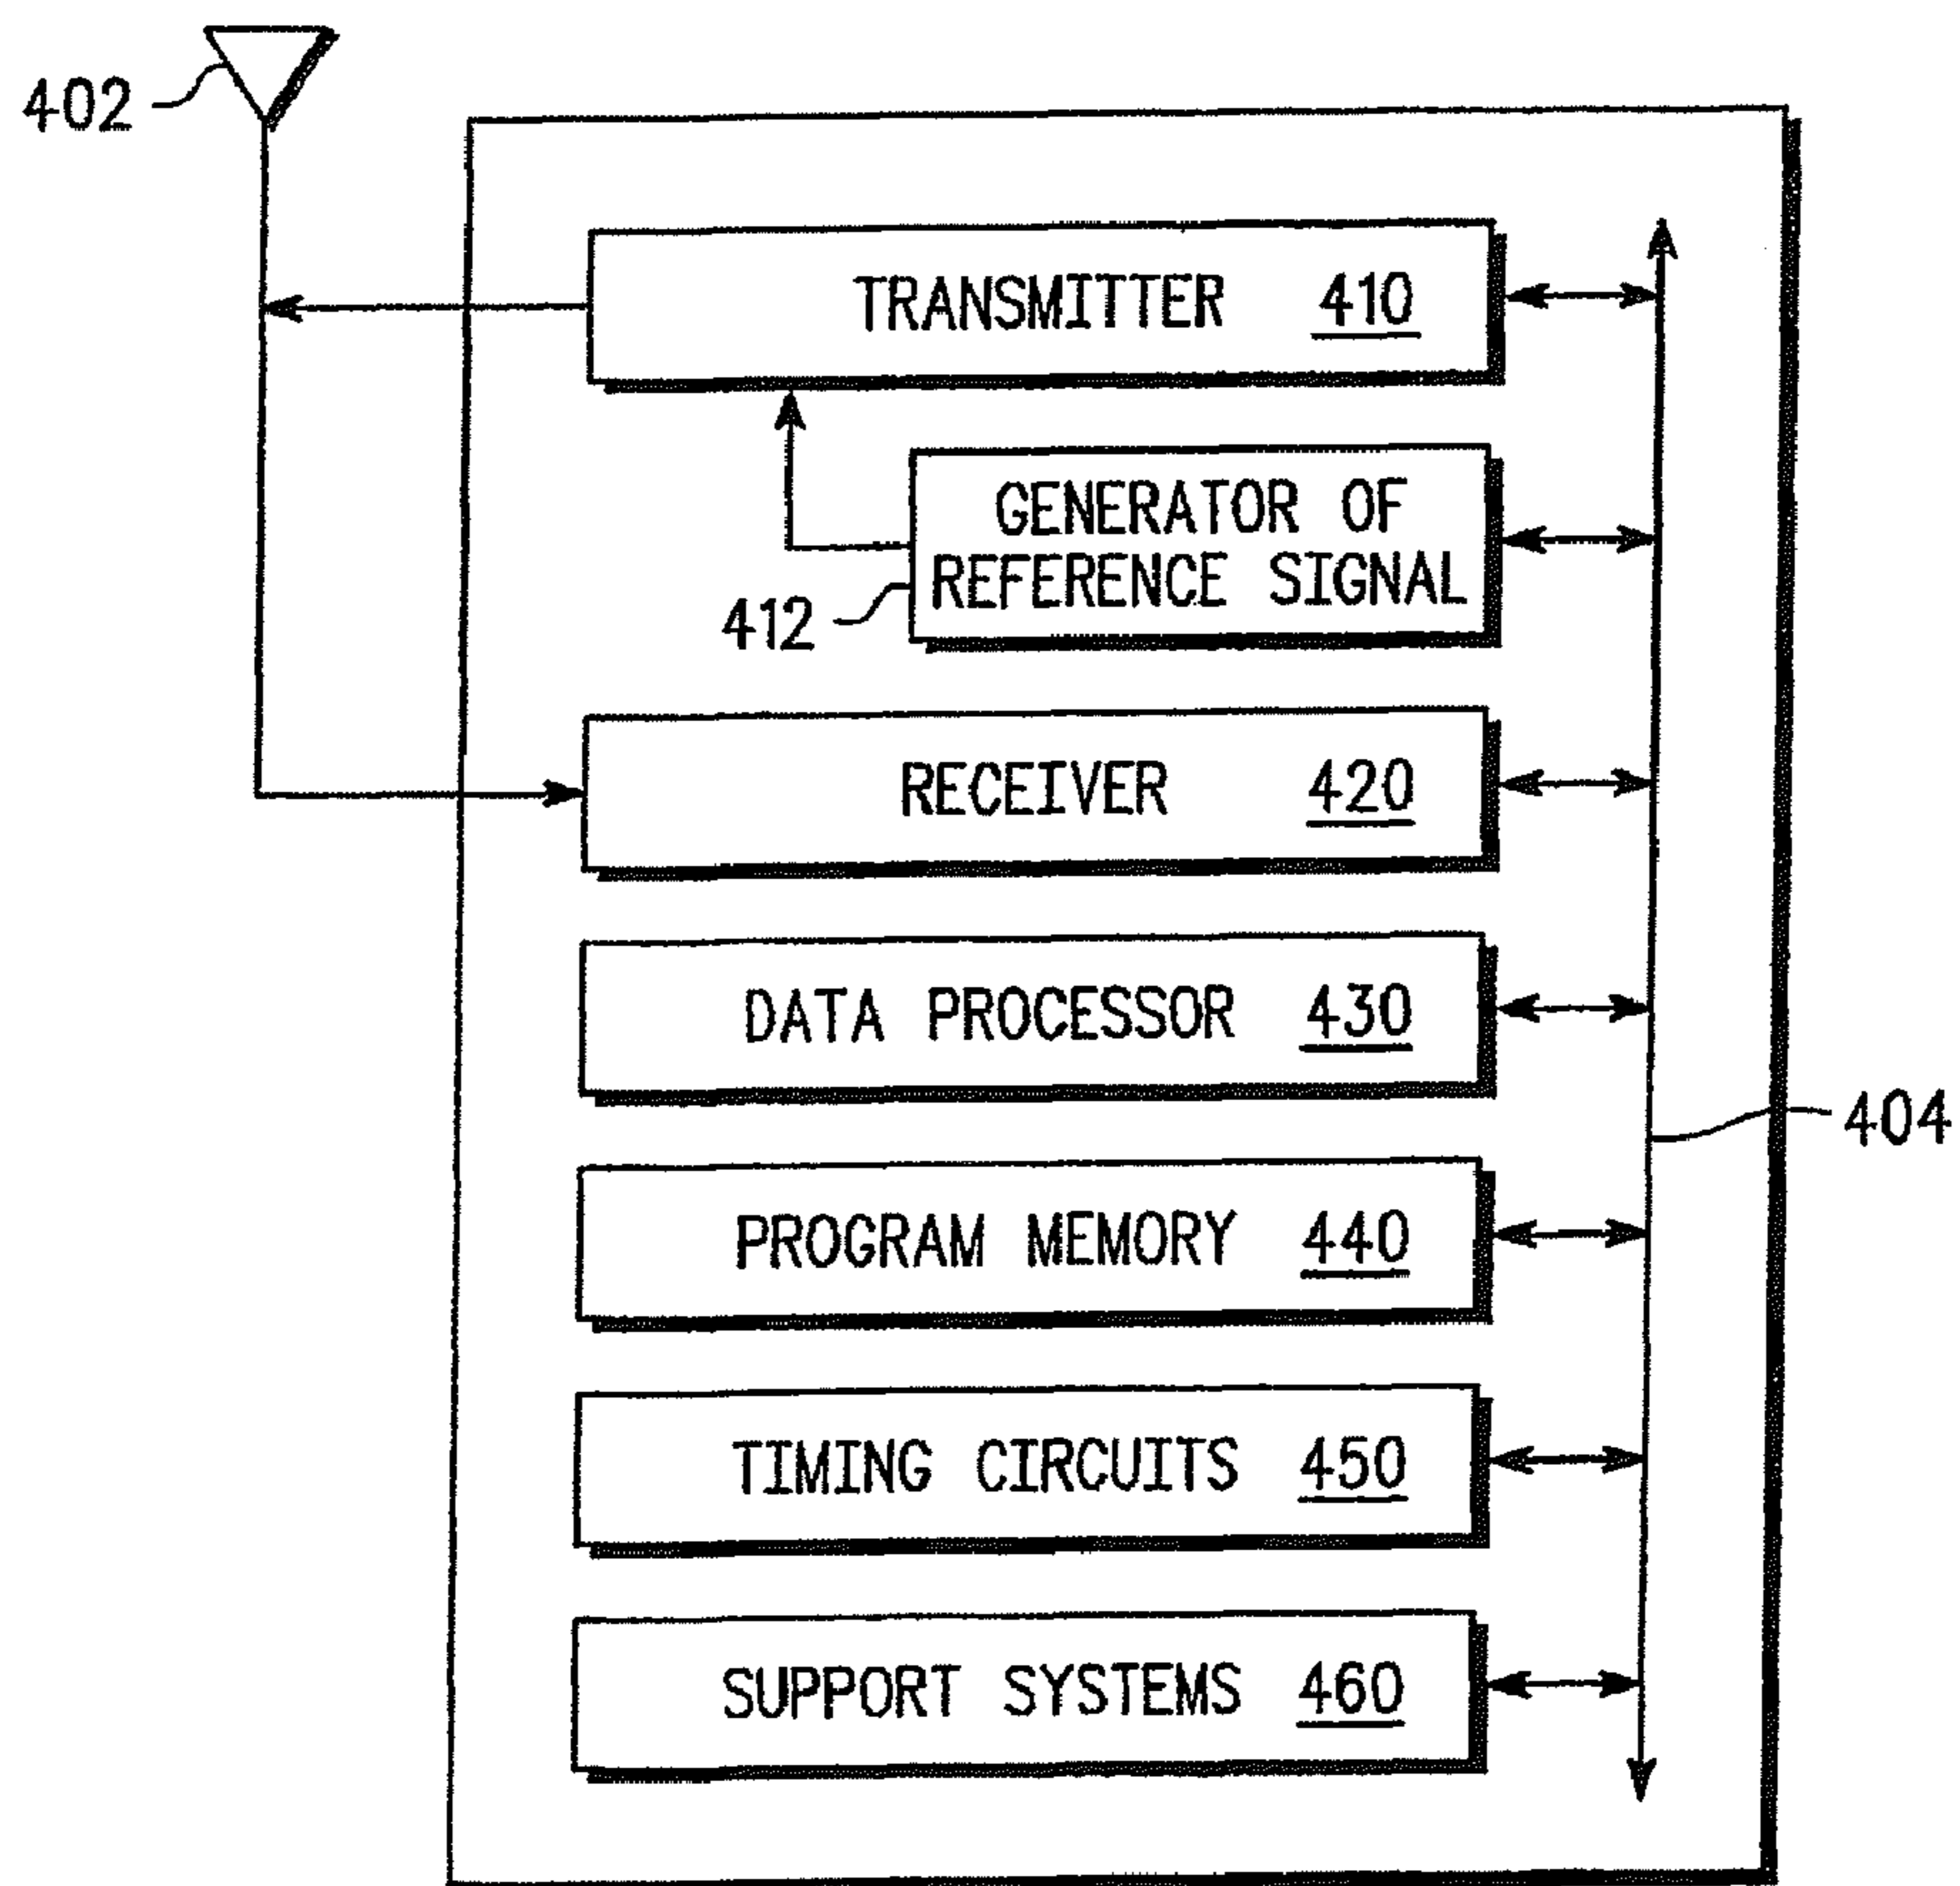 402
TRANSMITTER 410
GENERATOR OF
REFERENCE SIGNAL
412
RECEIVER 420
DATA PROCESSOR 430
404
PROGRAM MEMORY 440
TIMING CIRCUITS 450
SUPPORT SYSTEMS 460